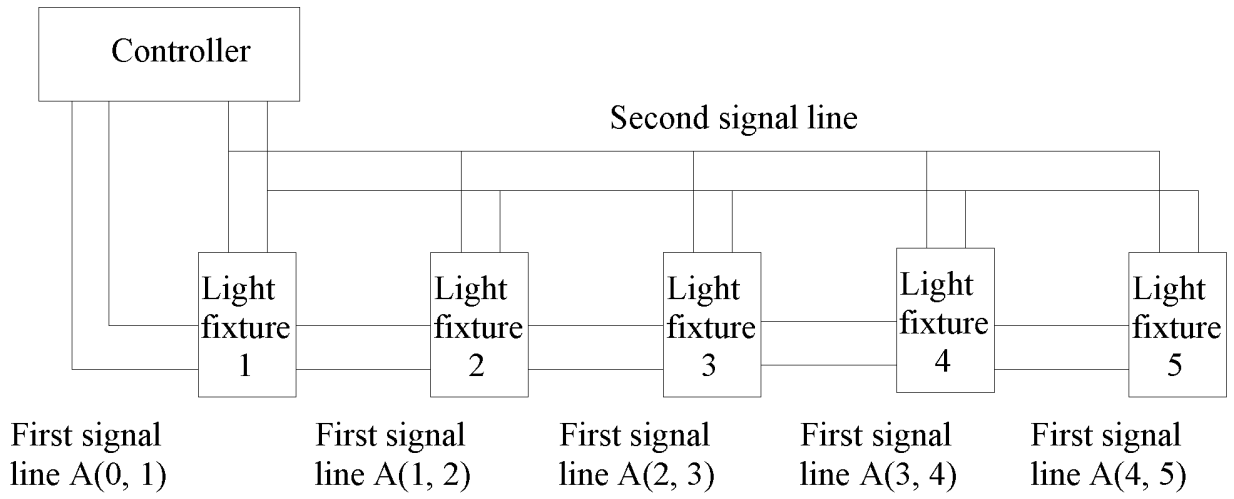 Controller
Second signal line
Light
fixture
1
Light
fixture
2
Light
fixture
3
Light
fixture
4
Light
fixture
5
First signal
line A(0, 1)
First signal
line A(1, 2)
First signal
line A(2, 3)
First signal
line A(3, 4)
First signal
line A(4, 5)